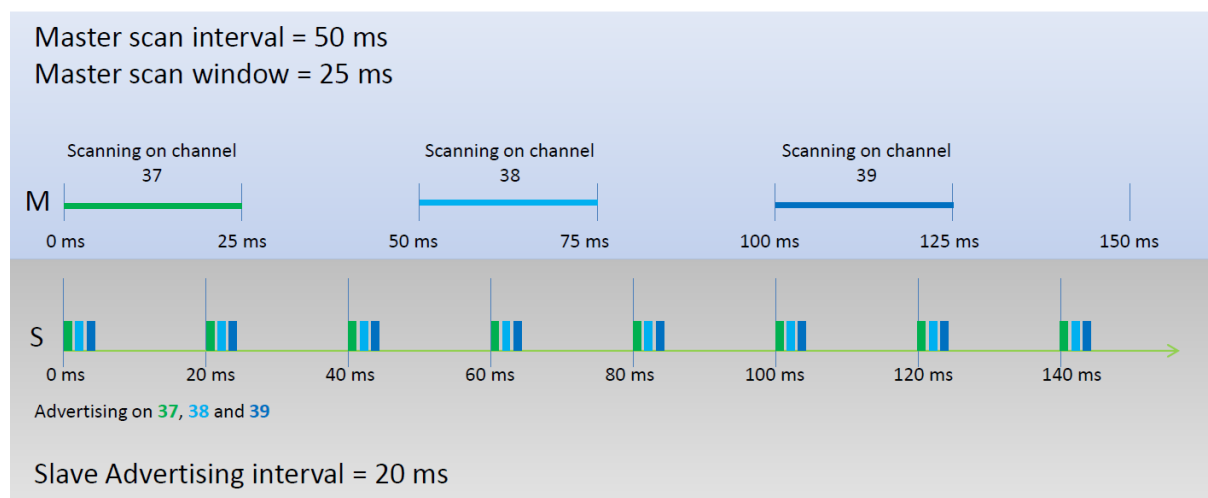 Master scan interval = 50 ms
Master scan window = 25 ms
Scanning on channel
37
Scanning on channel
38
Scanning on channel
39
M
0 ms
25 ms
50 ms
75 ms
100 ms
125 ms
150 ms
S
0 ms
20 ms
40 ms
60 ms
80 ms
100 ms
120 ms
140 ms
Advertising on 37, 38 and 39
Slave Advertising interval = 20 ms